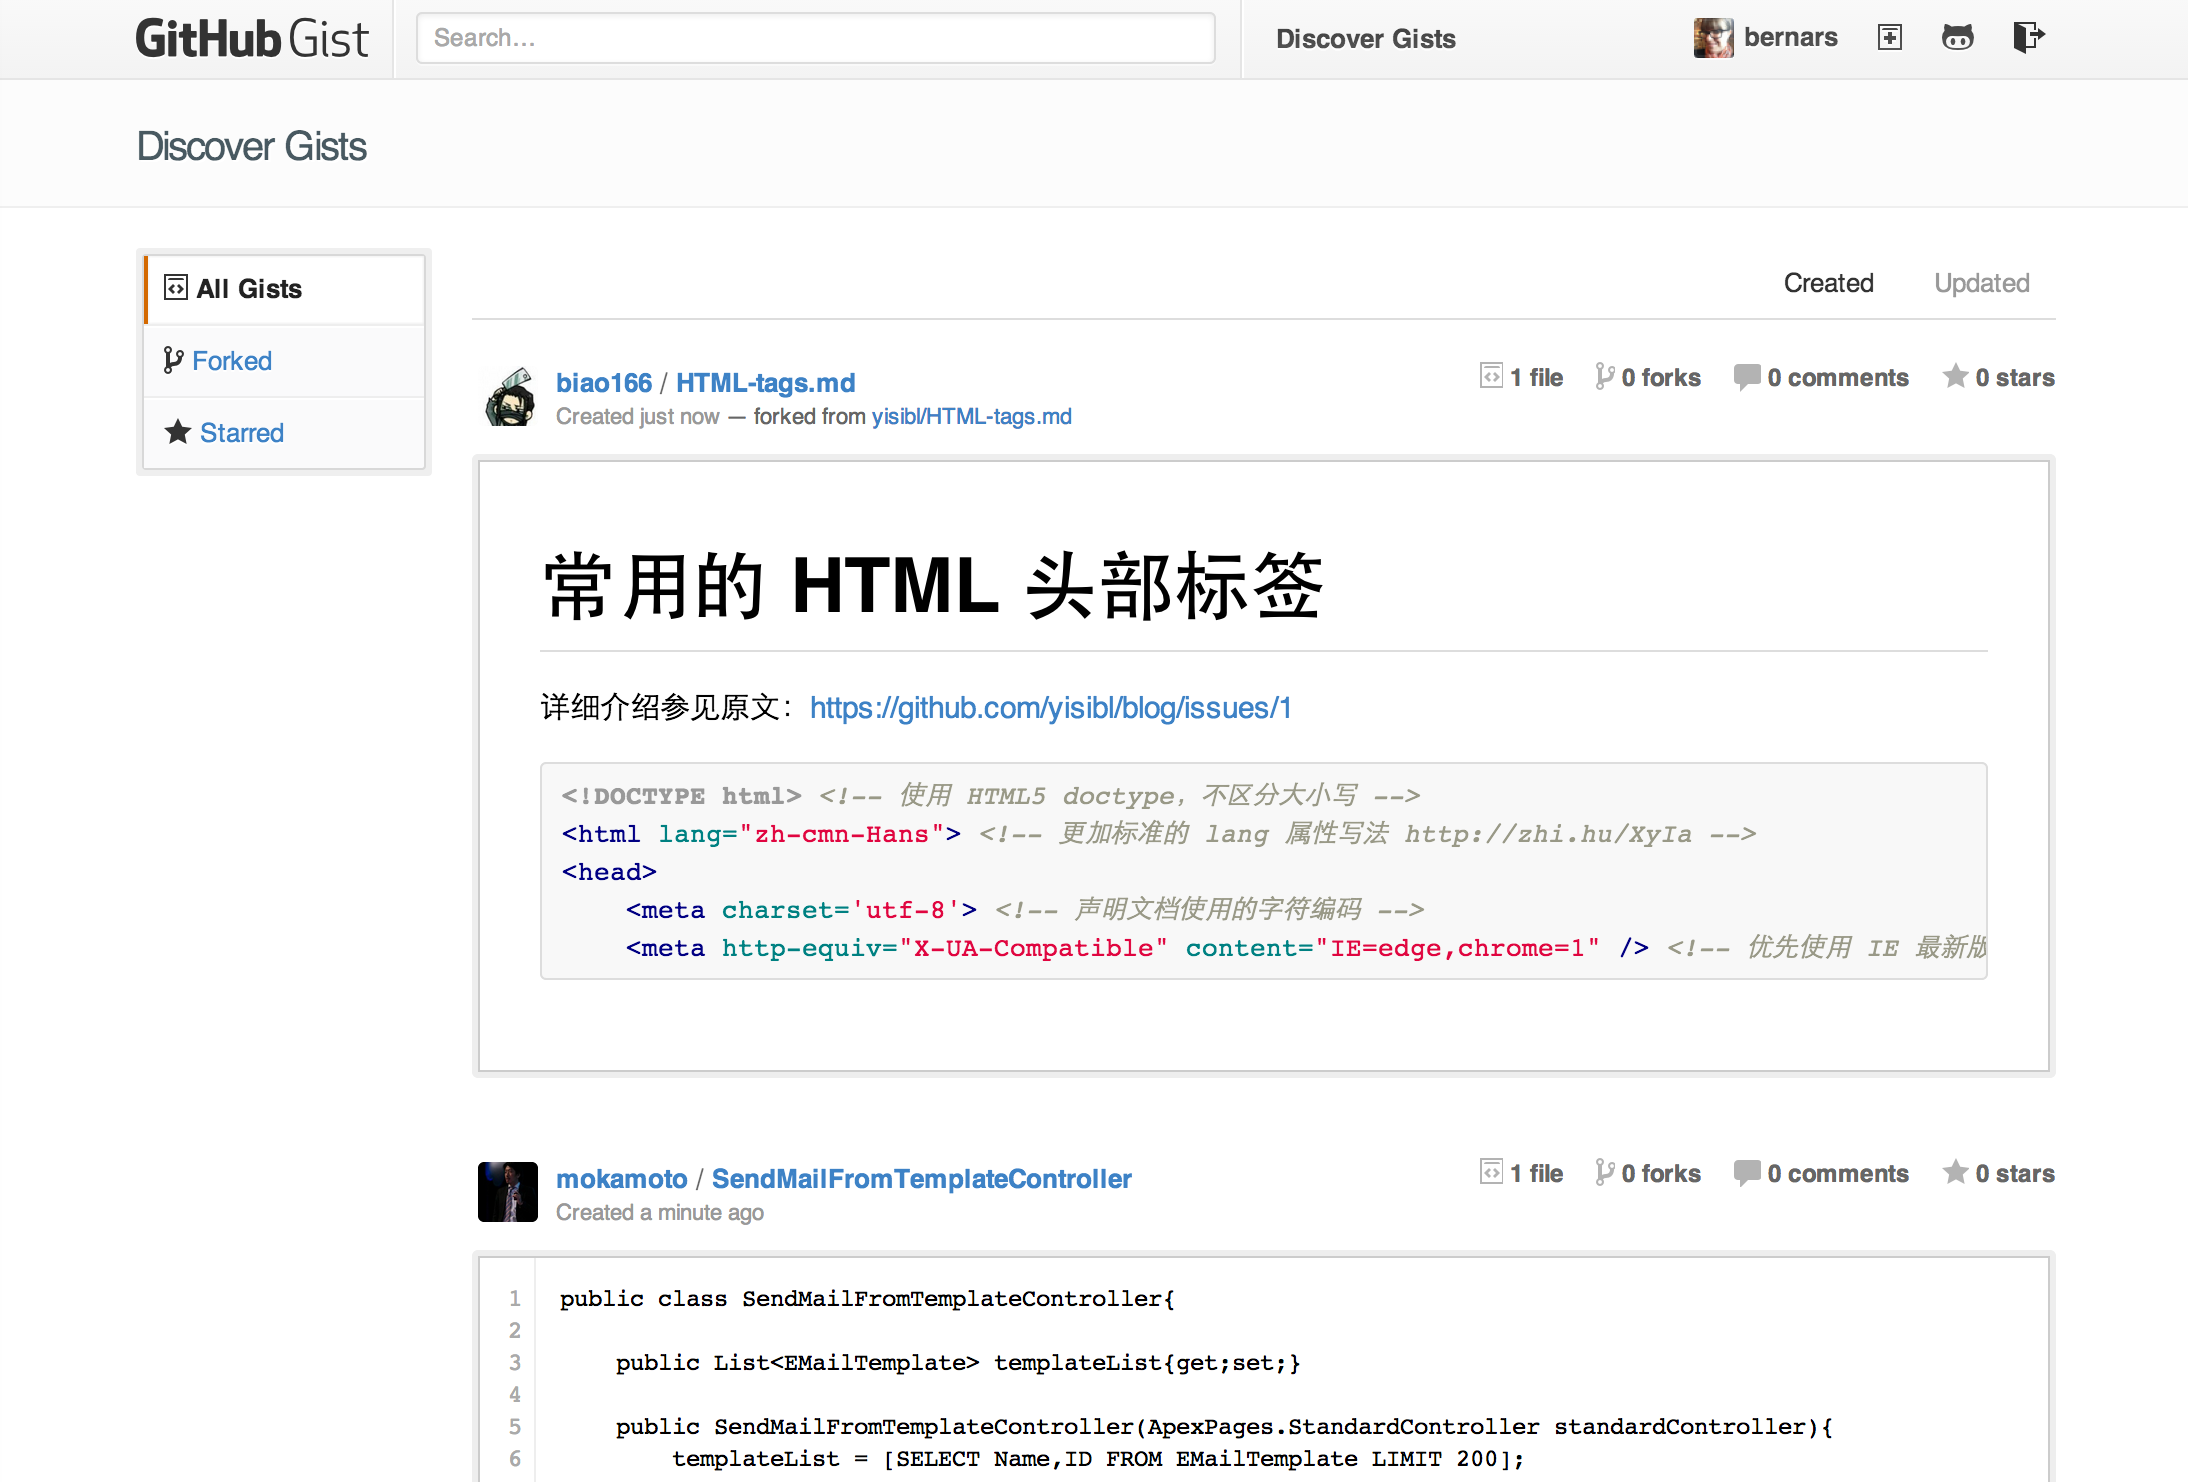 GitHub Gist
Search...
Discover Gists
bernars
Discover Gists
All Gists
Forked
Starred
Created
Updated
biao166 / HTML-tags.md
Created just now — forked from yisibl/HTML-tags.md
1 file
0 forks
0 comments
0 stars
常用的 HTML 头部标签
详细介绍参见原文：https://github.com/yisibl/blog/issues/1
<!DOCTYPE html> <!-- 使用 HTML5 doctype，不区分大小写 -->
<html lang="zh-cmn-Hans"> <!-- 更加标准的 lang 属性写法 http://zhi.hu/XyIa -->
<head>
    <meta charset='utf-8'> <!-- 声明文档使用的字符编码 -->
    <meta http-equiv="X-UA-Compatible" content="IE=edge,chrome=1" /> <!-- 优先使用 IE 最新版
mokamoto / SendMailFromTemplateController
Created a minute ago
1 file
0 forks
0 comments
0 stars
1 public class SendMailFromTemplateController{
2
3     public List<EMailTemplate> templateList{get;set;}
4
5     public SendMailFromTemplateController(ApexPages.StandardController standardController){
6         templateList = [SELECT Name,ID FROM EMailTemplate LIMIT 200];